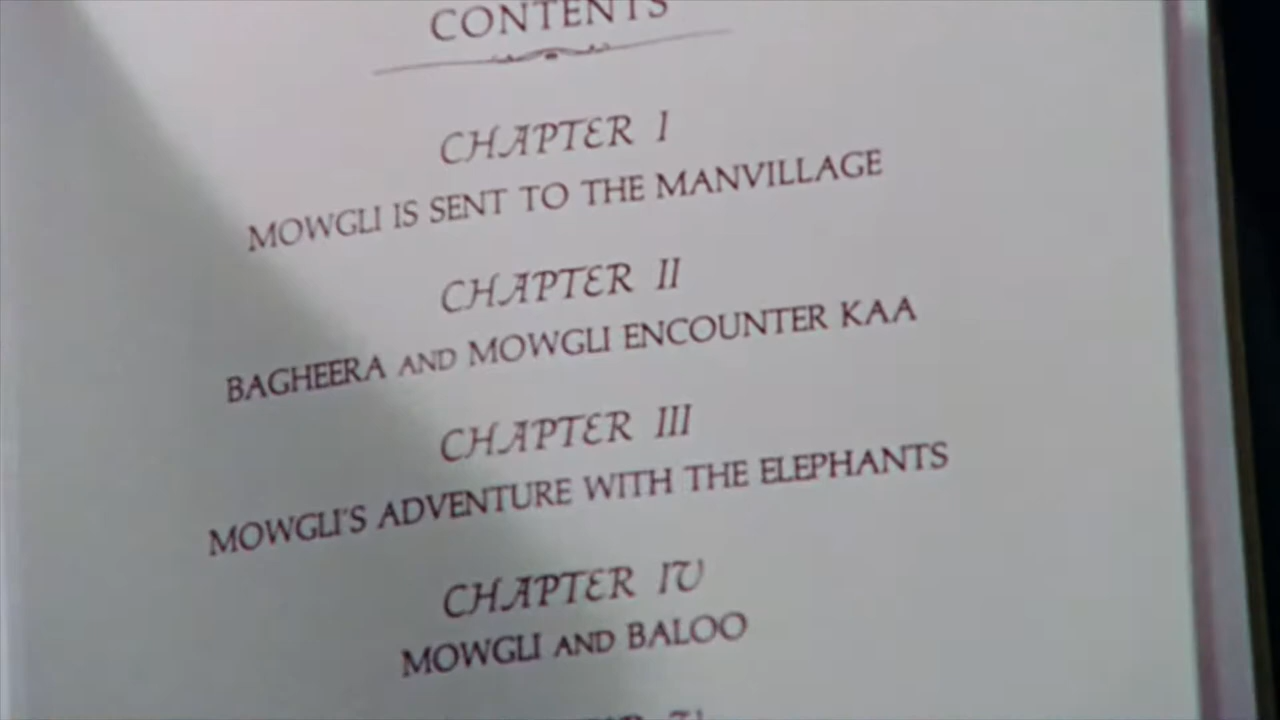 CONTENTS
CHAPTER I
MOWGLI IS SENT TO THE MANVILLAGE
CHAPTER II
BAGHEERA AND MOWGLI ENCOUNTER KAA
CHAPTER III
MOWGLI'S ADVENTURE WITH THE ELEPHANTS
CHAPTER IV
MOWGLI AND BALOO